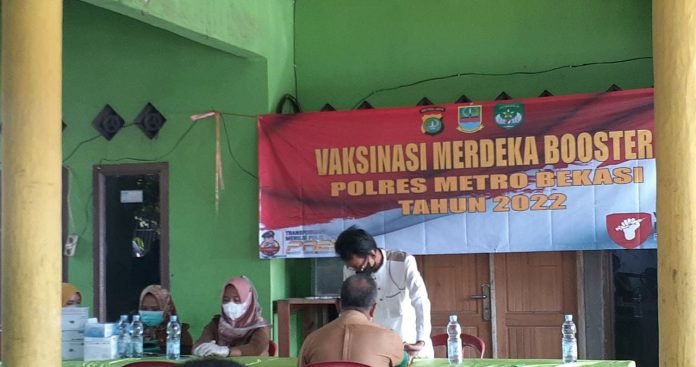 VAKSINASI MERDEKA BOOSTER
POLRES METRO BEKASI
TAHUN 2022